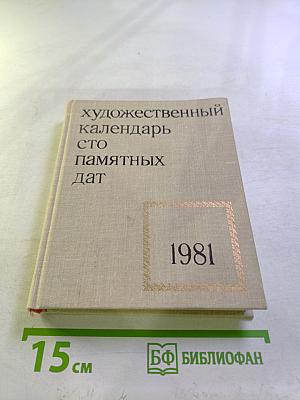 художественный
календарь
сто
памятных
дат
1981
15 см
БФ БИБЛИОФАН